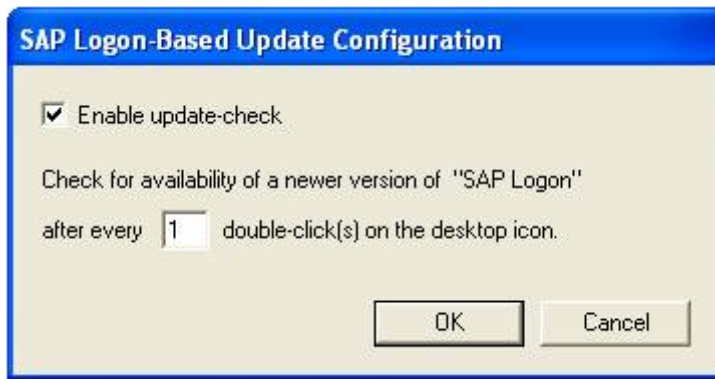 SAP Logon-Based Update Configuration
Enable update-check
Check for availability of a newer version of "SAP Logon"
after every 1 double-click(s) on the desktop icon.
OK Cancel